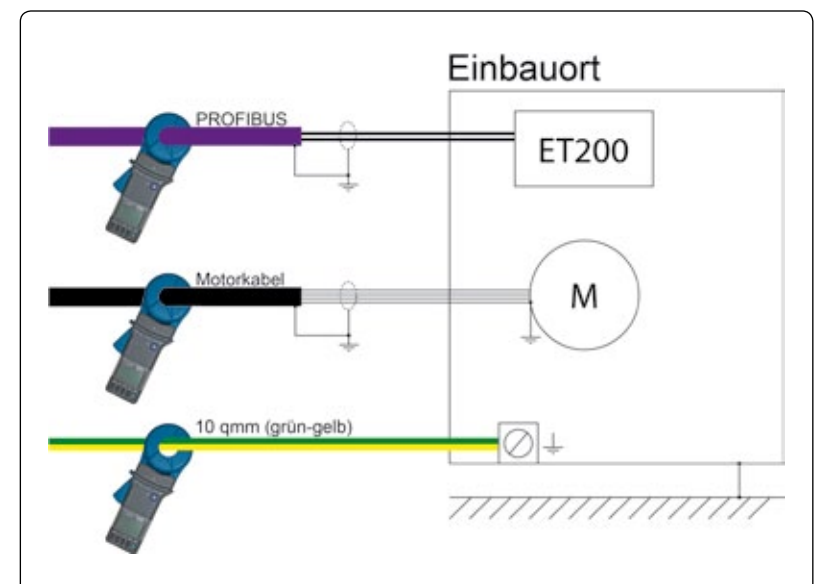 Einbauort
PROFIBUS
ET200
Motorkabel
M
10 qmm (grün-gelb)